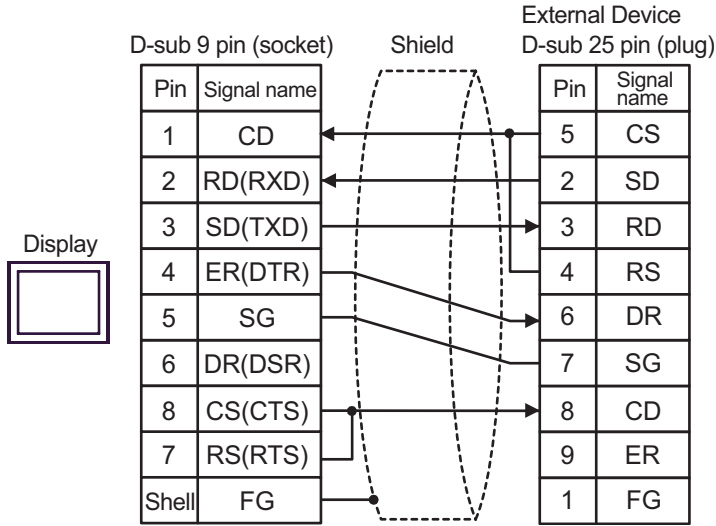 External Device
D-sub 9 pin (socket) Shield D-sub 25 pin (plug)
Pin Signal name Pin Signal
name
1 CD 5 CS
2 RD(RXD) 2 SD
3 SD(TXD) 3 RD
Display
4 ER(DTR) 4 RS
5 SG 6 DR
6 DR(DSR) 7 SG
8 CS(CTS) 8 CD
7 RS(RTS) 9 ER
Shell FG 1 FG